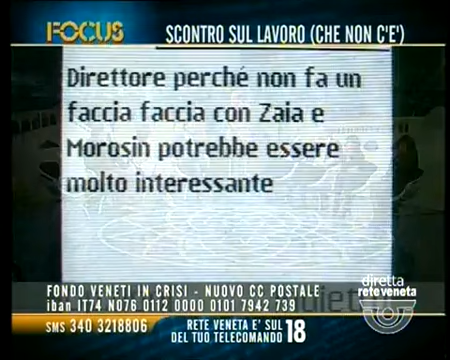 FOCUS
SCONTRO SUL LAVORO (CHE NON C'E')
Direttore perché non fa un
faccia faccia con Zaia e
Morosin potrebbe essere
molto interessante
FONDO VENETI IN CRISI - NUOVO CC POSTALE
iban IT74 N076 0112 0000 0101 7942 739
diretta
reteveneta
SMS 340 3218806
RETE VENETA E' SUL
DEL TUO TELECOMANDO 18